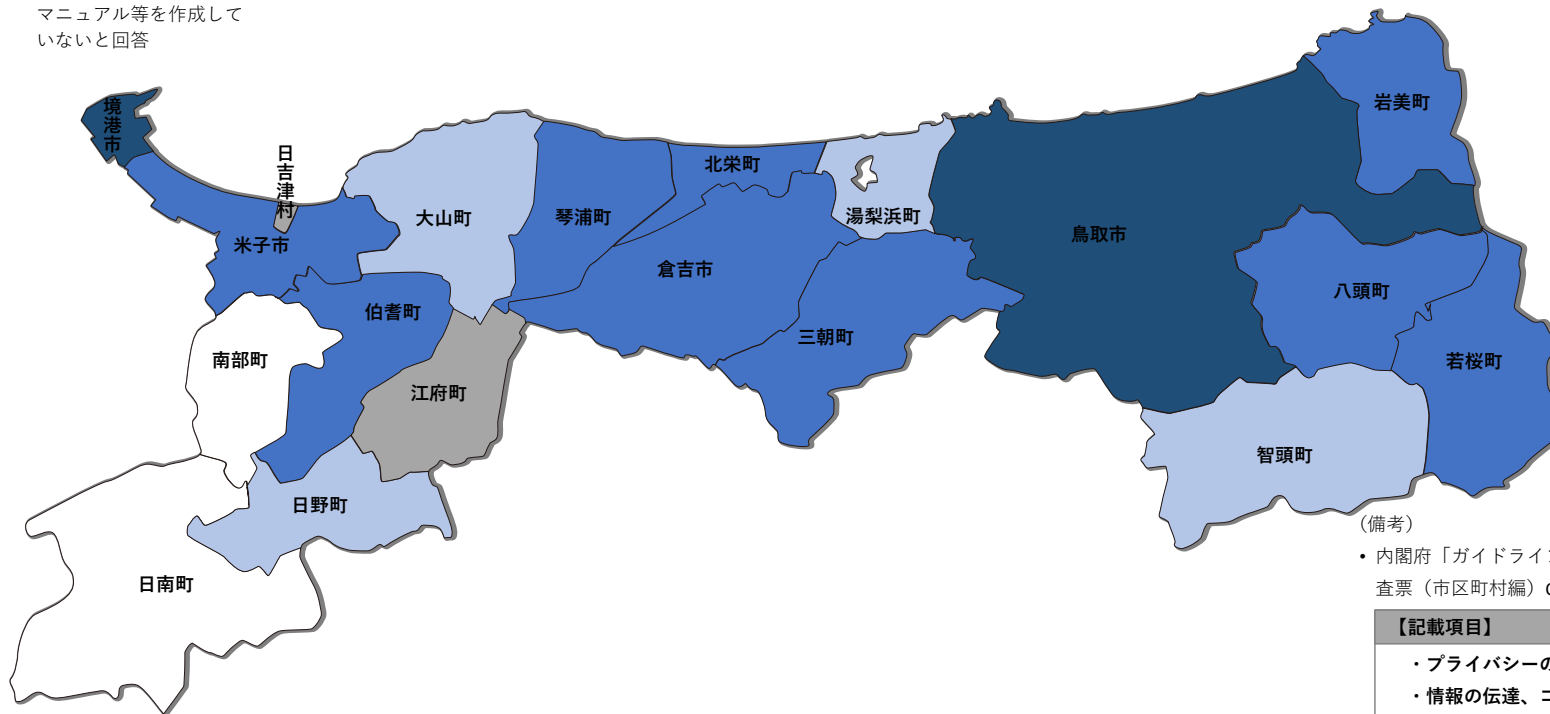 マニュアル等を作成して
いないと回答
境港市
日吉津村
米子市
大山町
琴浦町
北栄町
湯梨浜町
鳥取市
岩美町
倉吉市
三朝町
八頭町
若桜町
伯耆町
南部町
江府町
智頭町
日野町
日南町
(備考)
• 内閣府「ガイドライン
査票（市区町村編）の
【記載項目】
・プライバシーの
・情報の伝達、コ